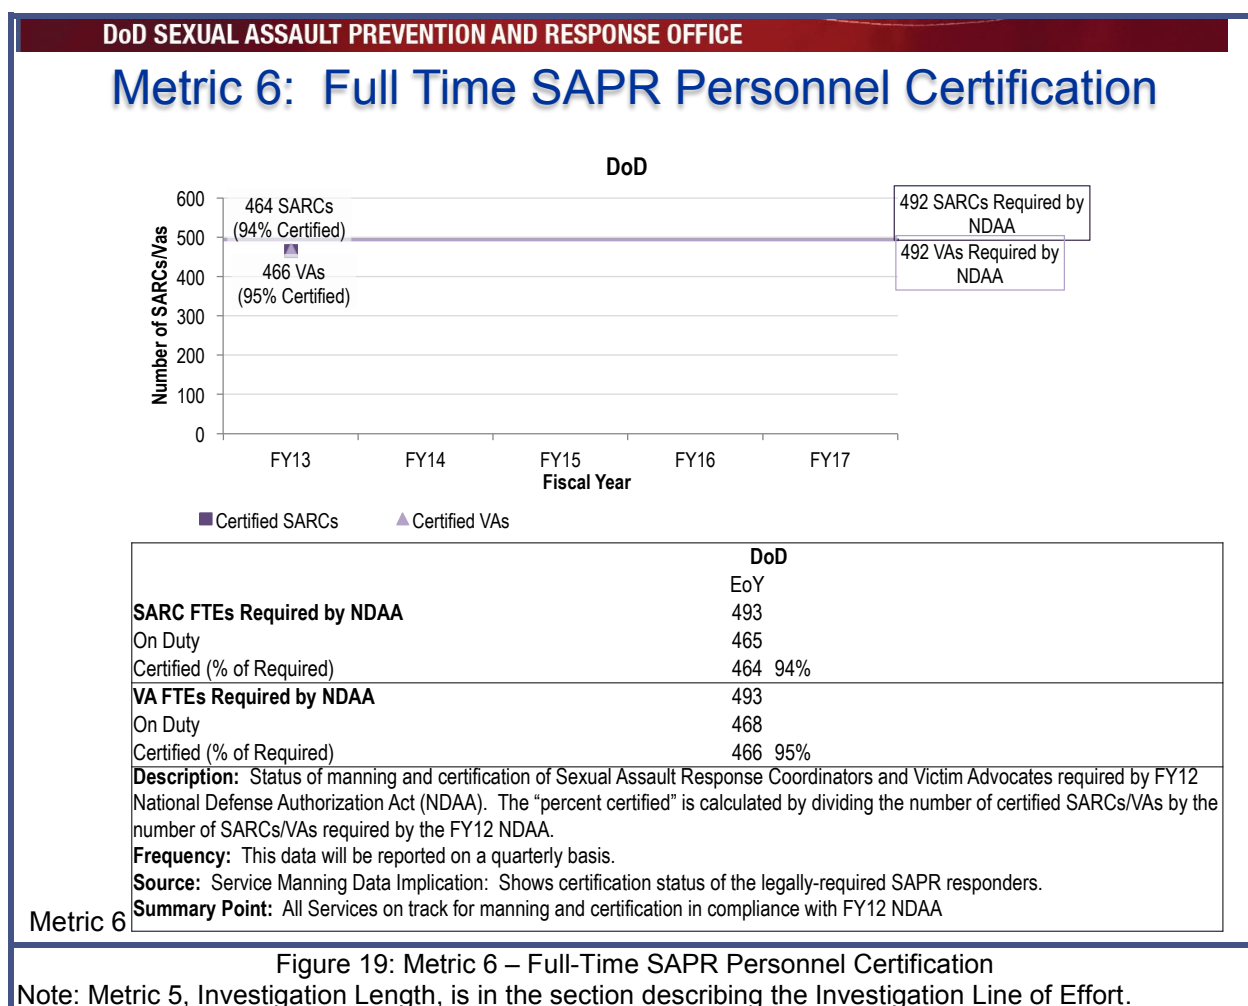 DoD SEXUAL ASSAULT PREVENTION AND RESPONSE OFFICE
Metric 6: Full Time SAPR Personnel Certification
DoD
600
500
400
300
200
100
0
Number of SARCs/Vas
464 SARCs
(94% Certified)
466 VAs
(95% Certified)
492 SARCs Required by
NDAA
492 VAs Required by
NDAA
FY13 FY14 FY15 FY16 FY17
Fiscal Year
Certified SARCs Certified VAs
DoD
EoY
SARC FTEs Required by NDAA 493
On Duty 465
Certified (% of Required) 464 94%
VA FTEs Required by NDAA 493
On Duty 468
Certified (% of Required) 466 95%
Description: Status of manning and certification of Sexual Assault Response Coordinators and Victim Advocates required by FY12
National Defense Authorization Act (NDAA). The “percent certified” is calculated by dividing the number of certified SARCs/VAs by the
number of SARCs/VAs required by the FY12 NDAA.
Frequency: This data will be reported on a quarterly basis.
Source: Service Manning Data Implication: Shows certification status of the legally-required SAPR responders.
Summary Point: All Services on track for manning and certification in compliance with FY12 NDAA
Metric 6
Figure 19: Metric 6 – Full-Time SAPR Personnel Certification
Note: Metric 5, Investigation Length, is in the section describing the Investigation Line of Effort.